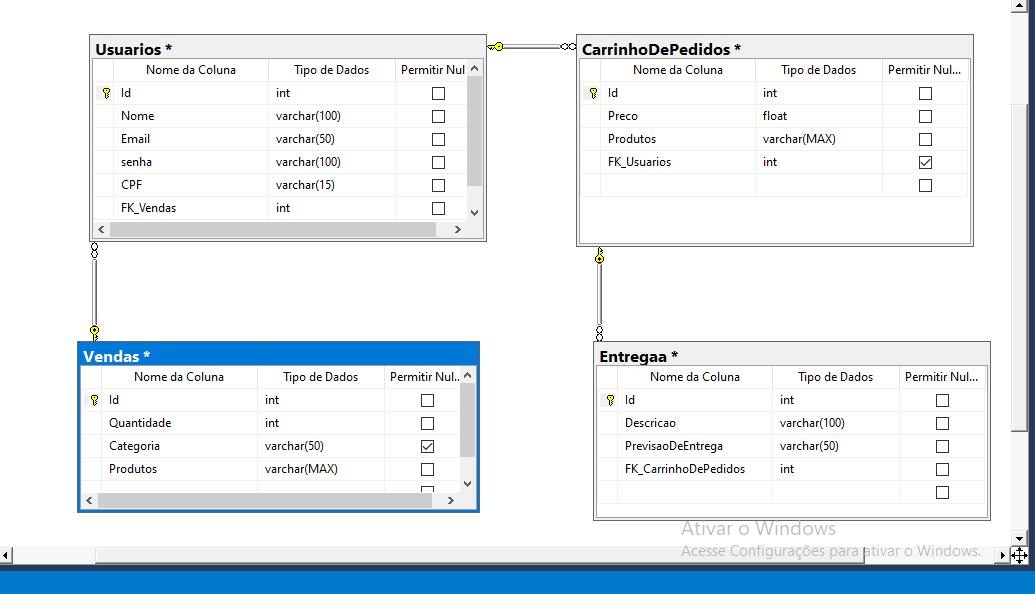 Usuarios *
Nome da Coluna Tipo de Dados Permitir Nul
Id int
Nome varchar(100)
Email varchar(50)
senha varchar(100)
CPF varchar(15)
FK_Vendas int
CarrinhoDePedidos *
Nome da Coluna Tipo de Dados Permitir Nul...
Id int
Preco float
Produtos varchar(MAX)
FK_Usuarios int
Vendas *
Nome da Coluna Tipo de Dados Permitir Nul..
Id int
Quantidade int
Categoria varchar(50)
Produtos varchar(MAX)
Entregaa *
Nome da Coluna Tipo de Dados Permitir Nul...
Id int
Descricao varchar(100)
PrevisaoDeEntrega varchar(50)
FK_CarrinhoDePedidos int
Ativar o Windows
Acesse Configurações para ativar o Windows.